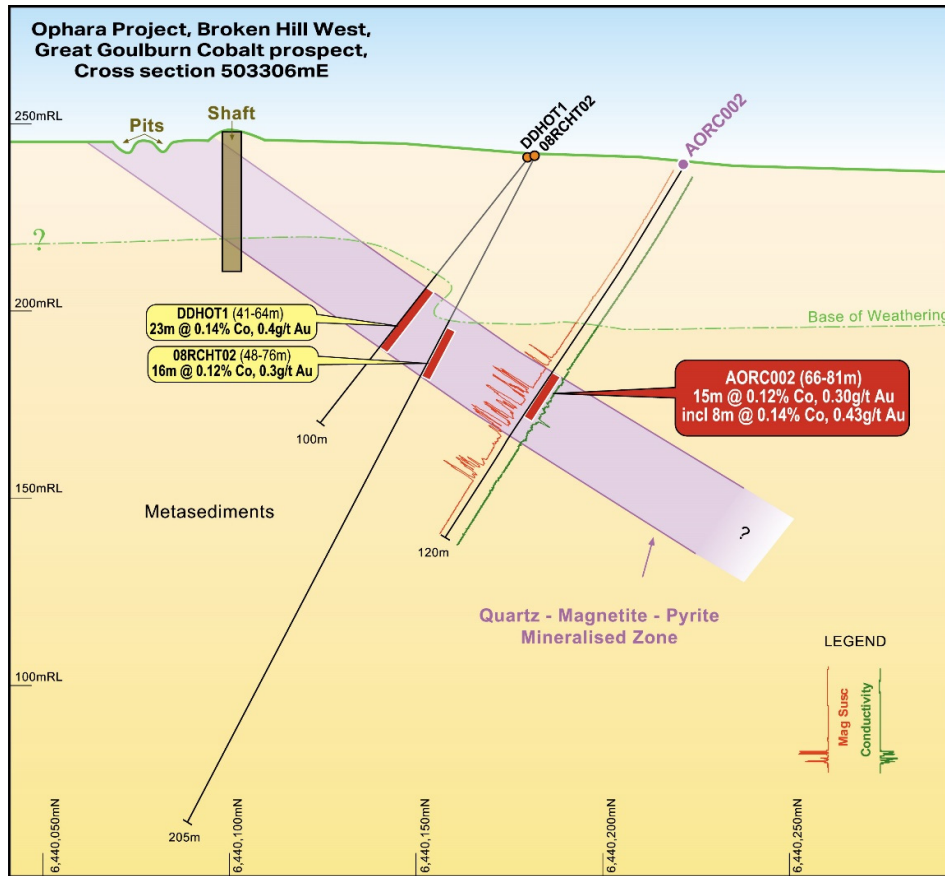 Ophara Project, Broken Hill West,
Great Goulburn Cobalt prospect,
Cross section 503306mE
250mRL
Pits
Shaft
DDHOT1
08RCHT02
AORC002
?
200mRL
Base of Weathering
DDHOT1 (41-64m)
23m @ 0.14% Co, 0.4g/t Au
08RCHT02 (48-76m)
16m @ 0.12% Co, 0.3g/t Au
AORC002 (66-81m)
15m @ 0.12% Co, 0.30g/t Au
incl 8m @ 0.14% Co, 0.43g/t Au
100m
150mRL
Metasediments
120m
?
Quartz - Magnetite - Pyrite
Mineralised Zone
LEGEND
Mag Susc
Conductivity
100mRL
205m
6,440,050mN
6,440,100mN
6,440,150mN
6,440,200mN
6,440,250mN